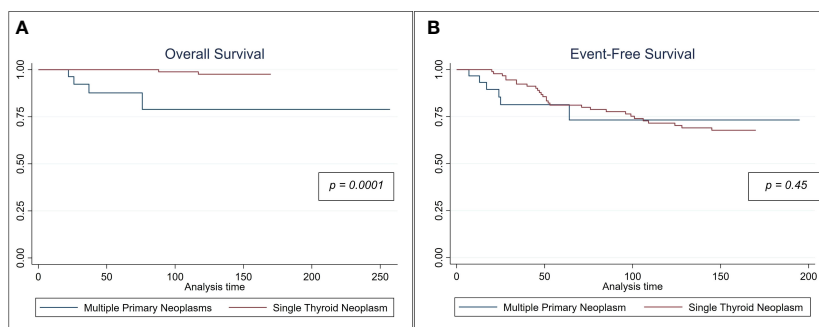 A
Overall Survival
1.00
0.75
0.50
0.25
0.00
p = 0.0001
0 50 100 150 200 250
Analysis time
Multiple Primary Neoplasms Single Thyroid Neoplasm
B
Event-Free Survival
1.00
0.75
0.50
0.25
0.00
p = 0.45
0 50 100 150 200
Analysis time
Multiple Primary Neoplasm Single Thyroid Neoplasm